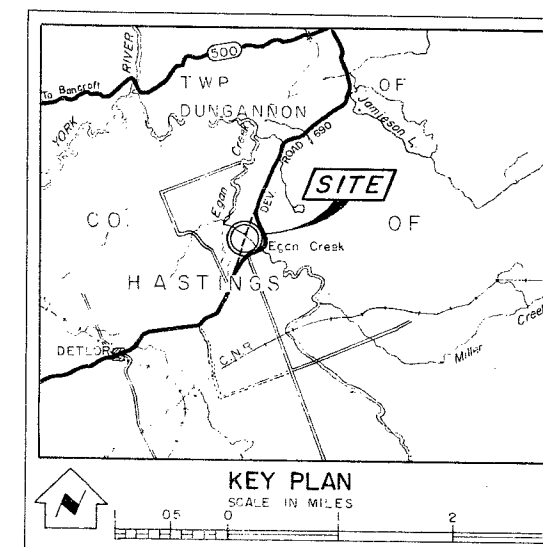 500
To Bancroft
RIVER
YORK
TWP OF
DUNGANNON
Jamieson L.
Egan Creek
DEV. ROAD 690
SITE
CO. OF
Egan Creek
HASTINGS
DETLOR
C.N.R.
Miller Creek
KEY PLAN
SCALE IN MILES
N
1 0.5 0 2